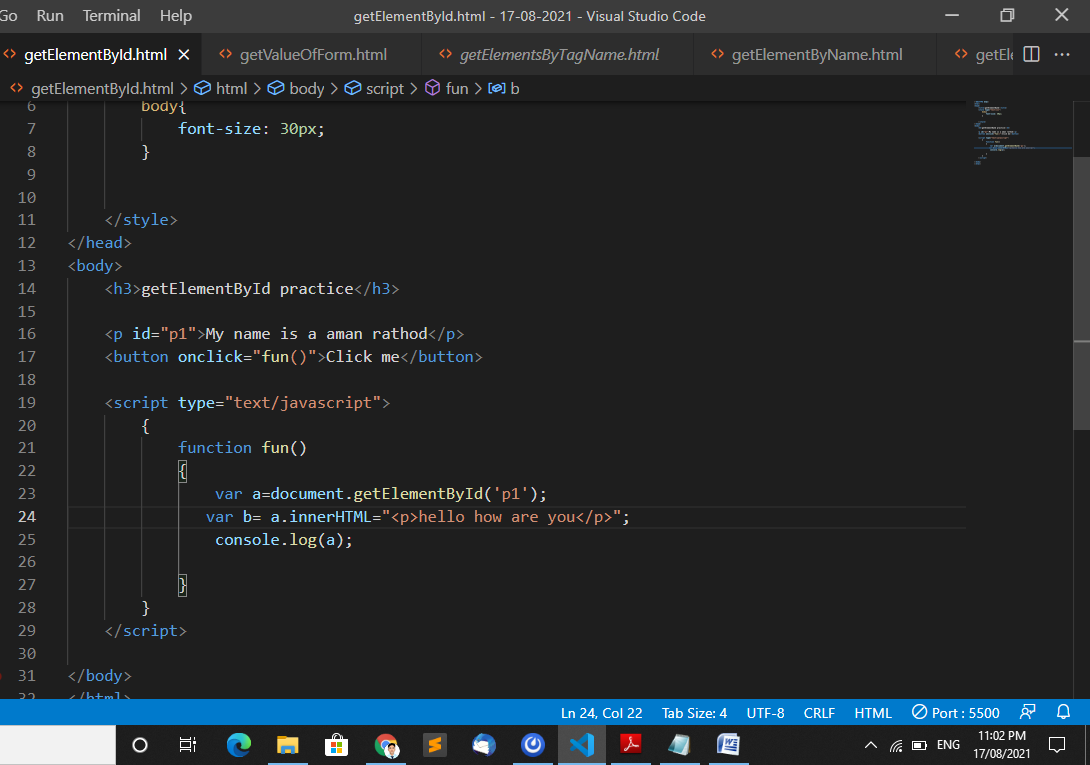 Go Run Terminal Help getElementById.html - 17-08-2021 - Visual Studio Code
getElementById.html getValueOfForm.html getElementsByTagName.html getElementByName.html getEle
getElementById.html > html > body > script > fun > b
6 body{
7 font-size: 30px;
8 }
9
10
11 </style>
12 </head>
13 <body>
14 <h3>getElementById practice</h3>
15
16 <p id="p1">My name is a aman rathod</p>
17 <button onclick="fun()">Click me</button>
18
19 <script type="text/javascript">
20 {
21 function fun()
22 {
23 var a=document.getElementById('p1');
24 var b= a.innerHTML="<p>hello how are you</p>";
25 console.log(a);
26
27 }
28 }
29 </script>
30
31 </body>
32 </html>
Ln 24, Col 22 Tab Size: 4 UTF-8 CRLF HTML Port : 5500
ENG 11:02 PM
17/08/2021